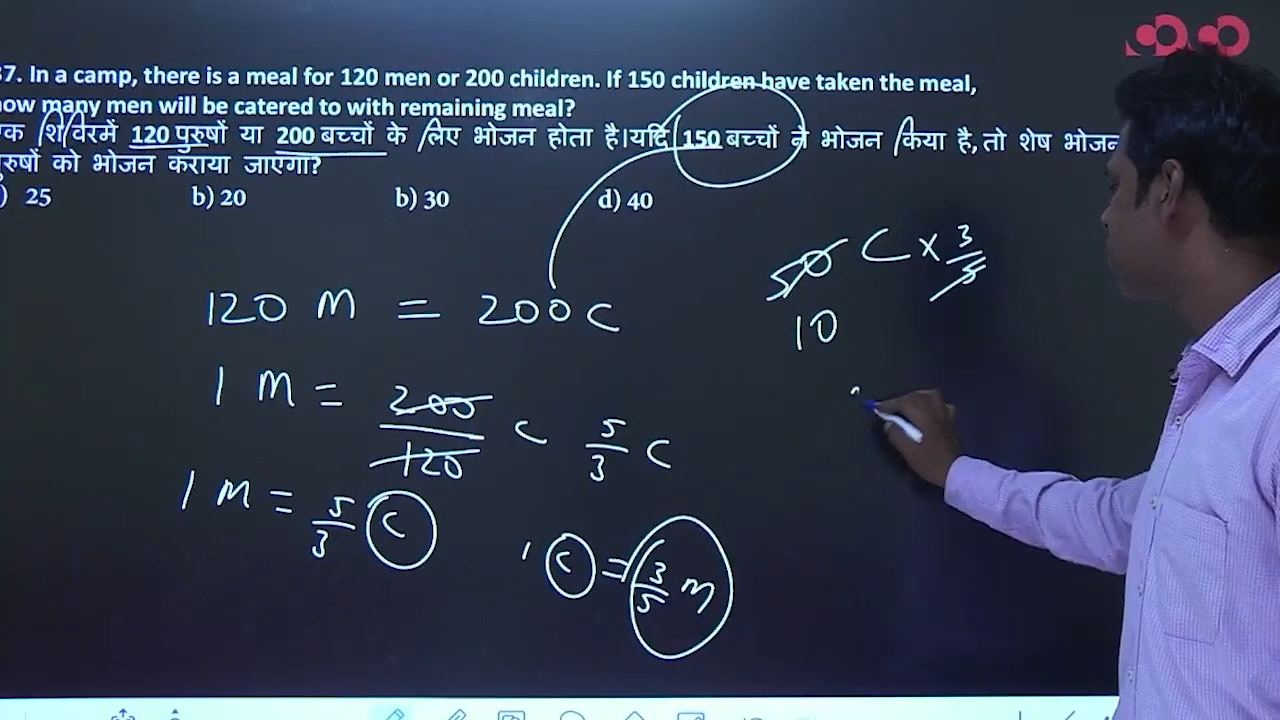 37. In a camp, there is a meal for 120 men or 200 children. If 150 children have taken the meal,
how many men will be catered to with remaining meal?
एक शिविरमें 120 पुरुषों या 200 बच्चों के लिए भोजन होता है।यदि 150 बच्चों ने भोजन किया है, तो शेष भोजन
पुरुषों को भोजन कराया जाएगा?
) 25 b) 20 b) 30 d) 40
50 C × 3/5
10
120 M = 200 C
1 M = 200/120 C 5/3 C
1 M = 5/3 C
1 C = 3/5 M